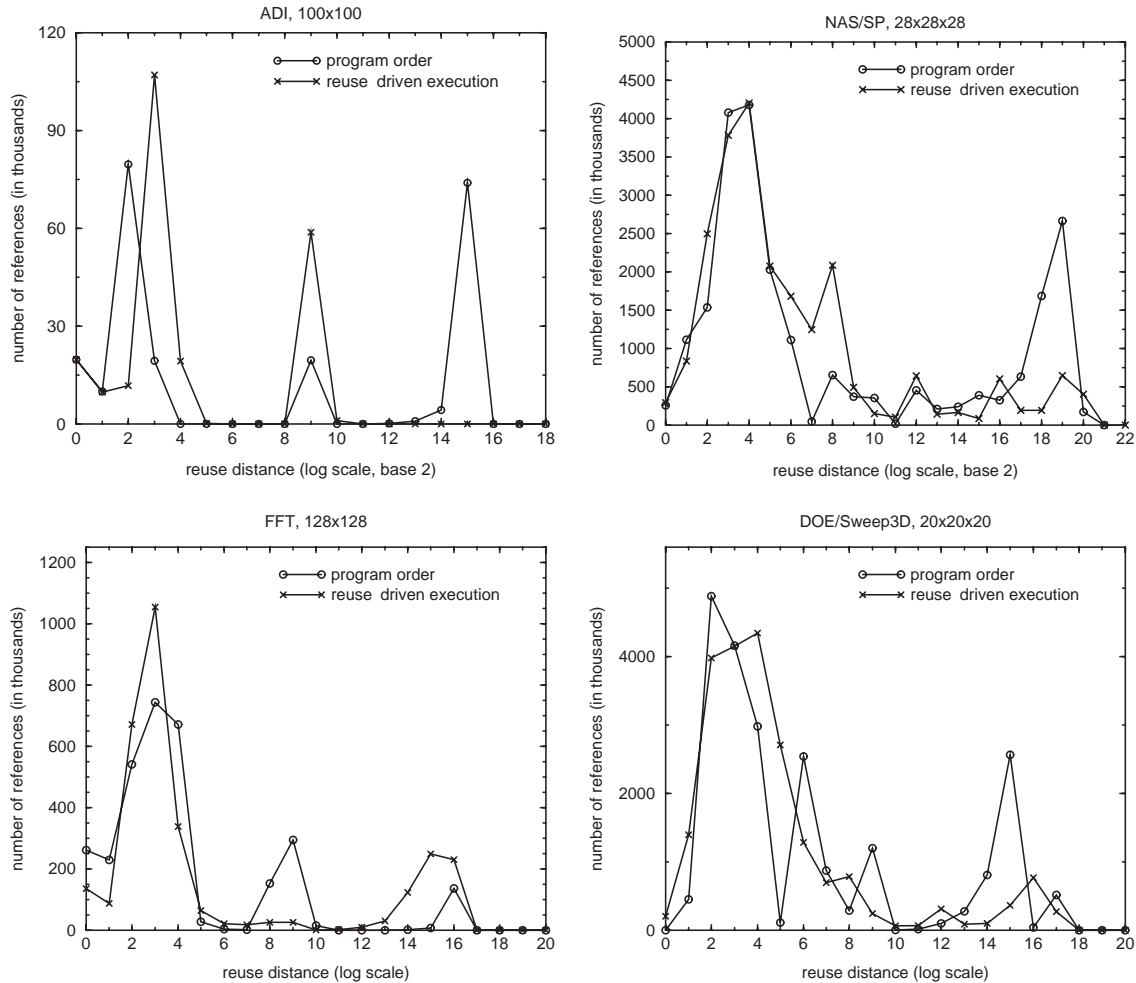 ADI, 100x100
120
90
60
30
0
number of references (in thousands)
program order
reuse driven execution
0 2 4 6 8 10 12 14 16 18
reuse distance (log scale, base 2)
NAS/SP, 28x28x28
5000
4500
4000
3500
3000
2500
2000
1500
1000
500
0
number of references (in thousands)
program order
reuse driven execution
0 2 4 6 8 10 12 14 16 18 20 22
reuse distance (log scale, base 2)
FFT, 128x128
1200
1000
800
600
400
200
0
number of references (in thousands)
program order
reuse driven execution
0 2 4 6 8 10 12 14 16 18 20
reuse distance (log scale)
DOE/Sweep3D, 20x20x20
4000
2000
0
number of references (in thousands)
program order
reuse driven execution
0 2 4 6 8 10 12 14 16 18 20
reuse distance (log scale)